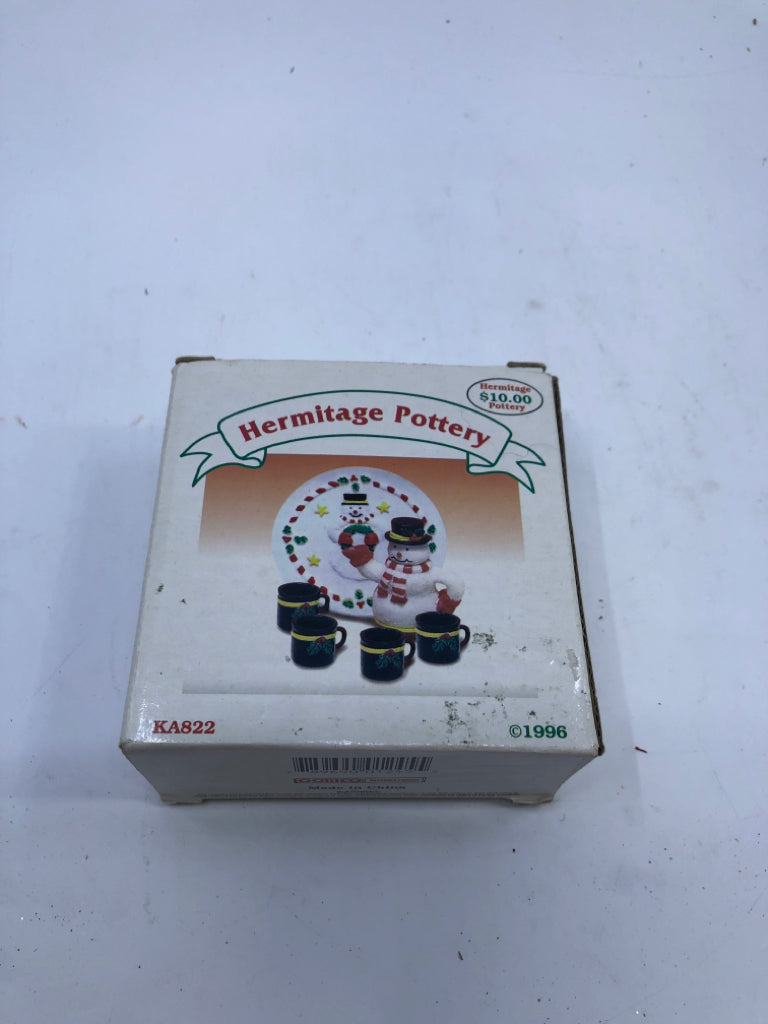 Hermitage
$10.00
Pottery
Hermitage Pottery
KA822
©1996
Made in China